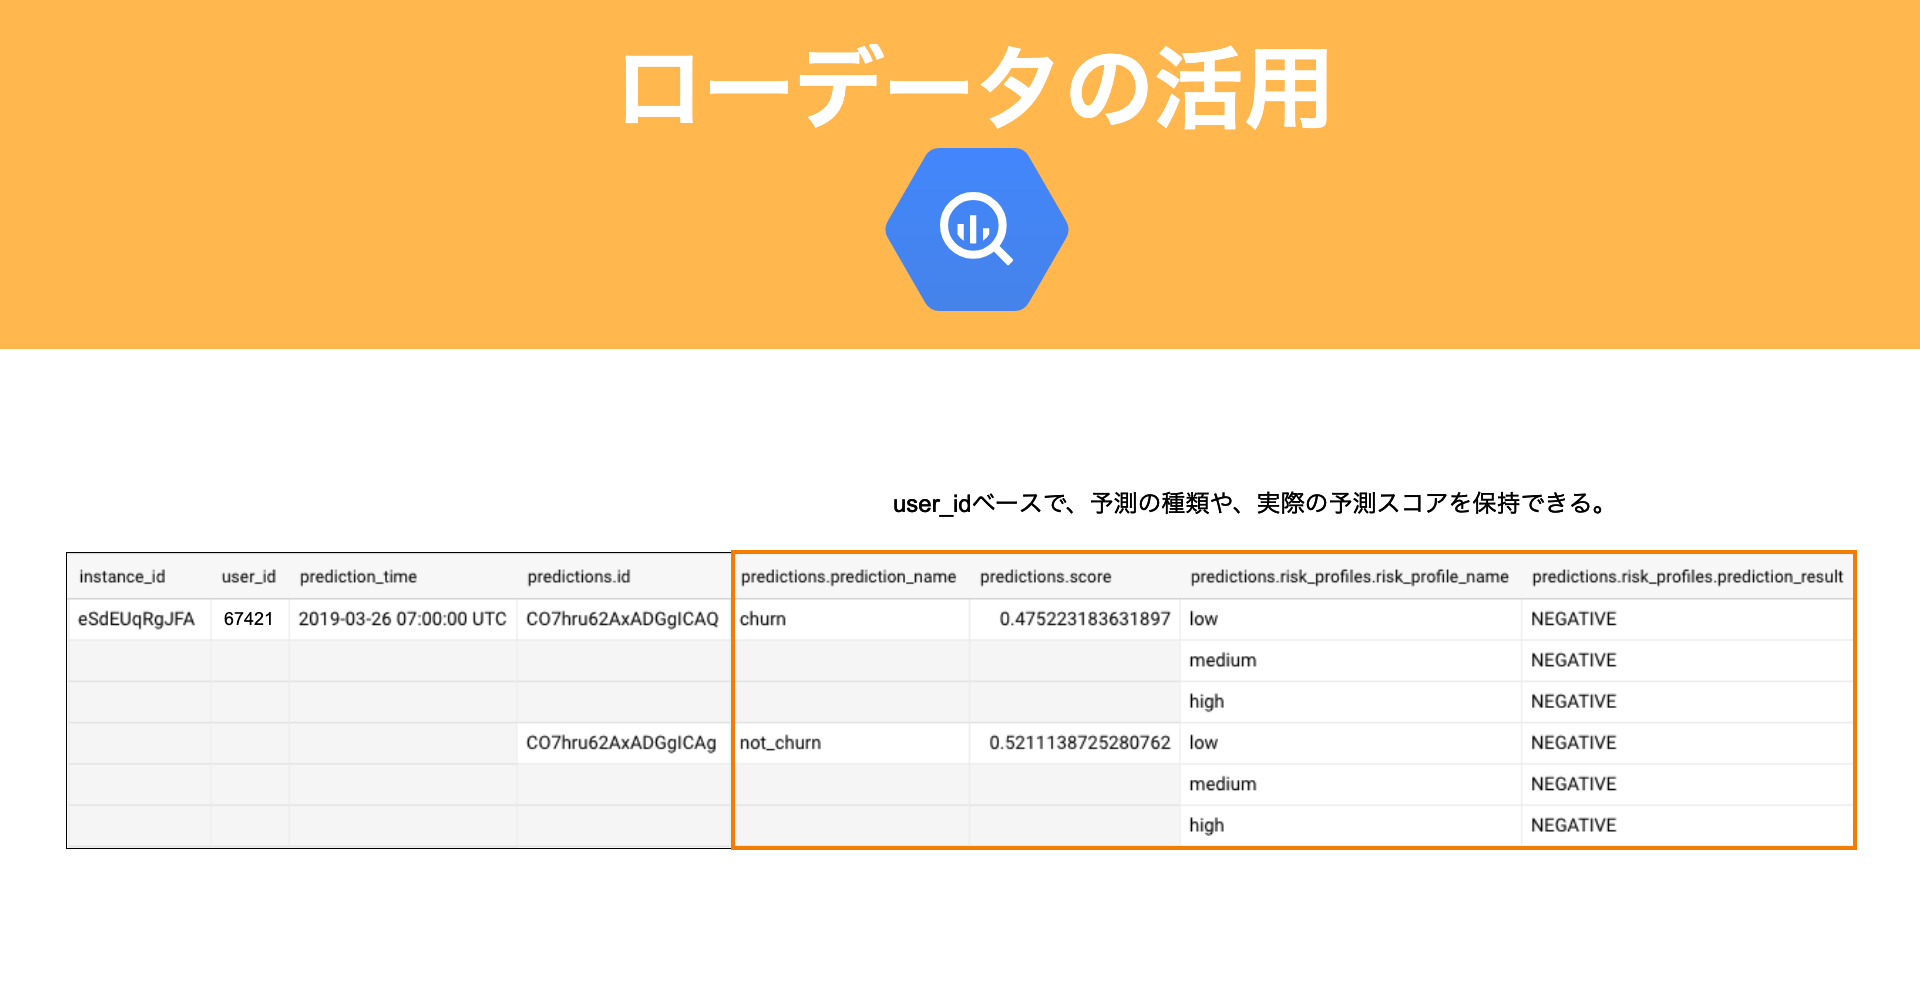 ローデータの活用
user_idベースで、予測の種類や、実際の予測スコアを保持できる。
instance_id user_id prediction_time predictions.id predictions.prediction_name predictions.score predictions.risk_profiles.risk_profile_name predictions.risk_profiles.prediction_result
eSdEUqRgJFA 67421 2019-03-26 07:00:00 UTC CO7hru62AxADGgICAQ churn 0.475223183631897 low NEGATIVE
medium NEGATIVE
high NEGATIVE
CO7hru62AxADGgICAg not_churn 0.5211138725280762 low NEGATIVE
medium NEGATIVE
high NEGATIVE